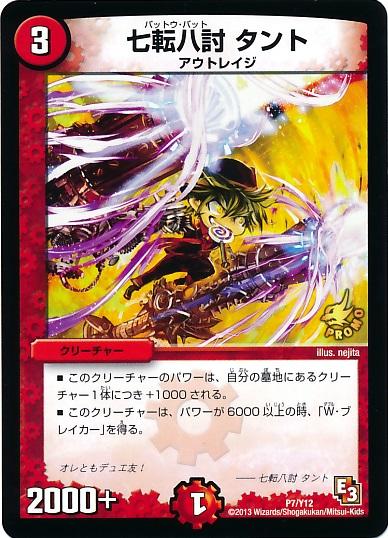 3
バットウ・バット
七転八討 タント
アウトレイジ
PROMO
クリーチャー
illus. nejita
■ このクリーチャーのパワーは、自分の墓地にあるクリー
チャー1体につき+1000される。
■ このクリーチャーは、パワーが6000以上の時、「W・ブ
レイカー」を得る。
オレともデュエ友!
—— 七転八討 タント
2000+
1
P7/Y12
E3
©2013 Wizards/Shogakukan/Mitsui-Kids